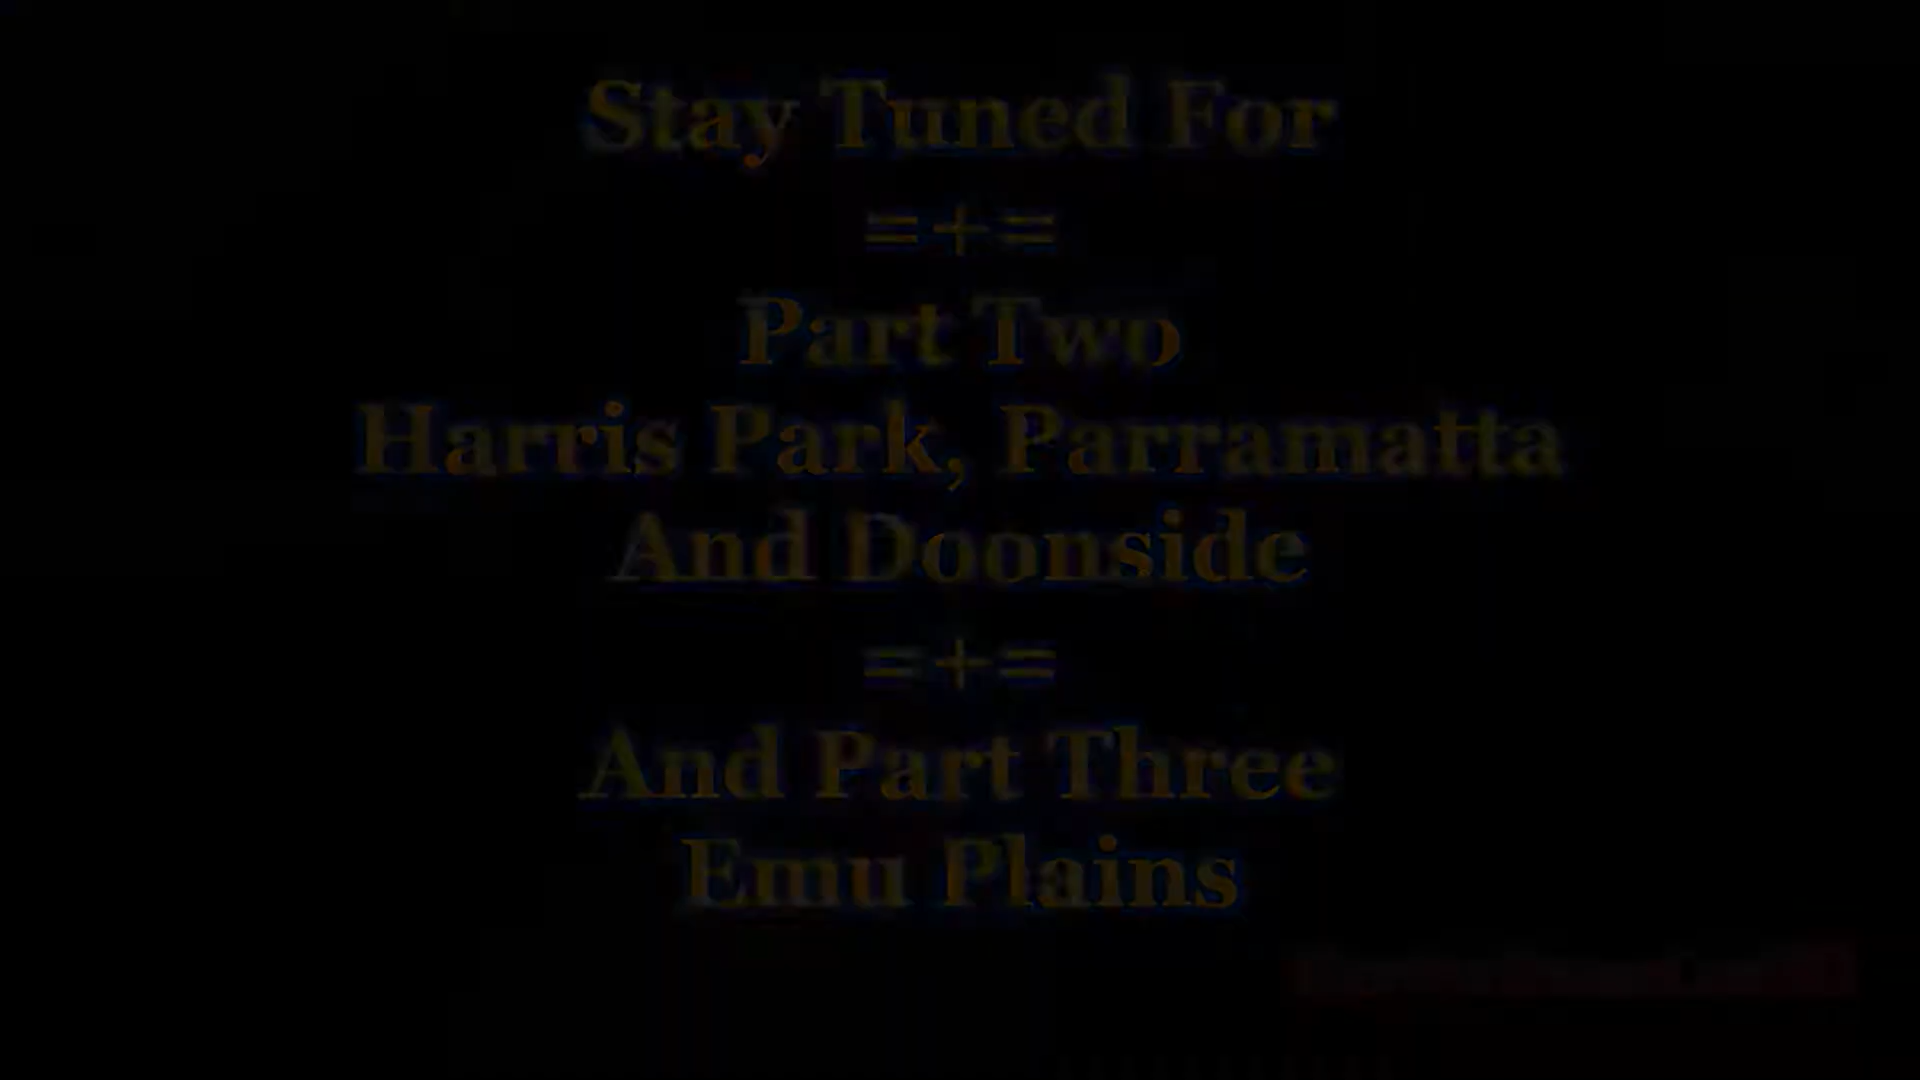 Stay Tuned For
=+=
Part Two
Harris Park, Parramatta
And Doonside
=+=
And Part Three
Emu Plains